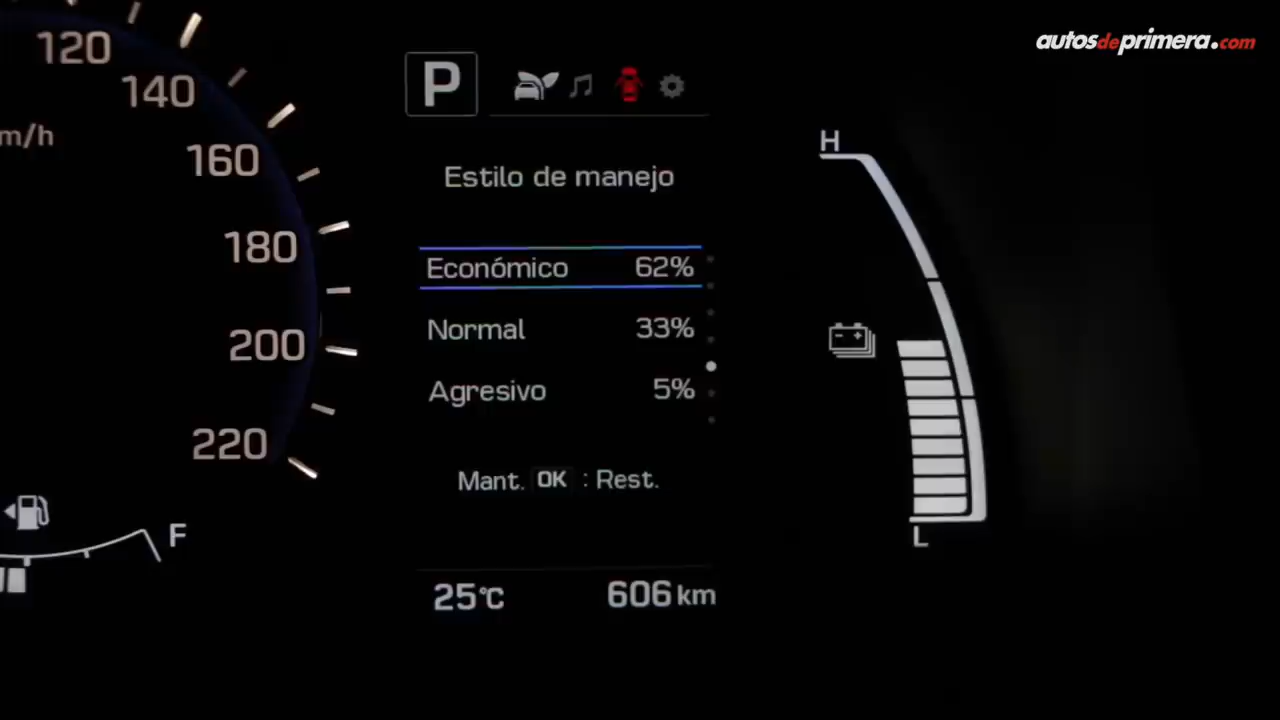 autosdeprimera.com
120
140
m/h
160
180
200
220
F
P
Estilo de manejo
Económico 62%
Normal 33%
Agresivo 5%
Mant. OK : Rest.
25℃ 606 km
H
L